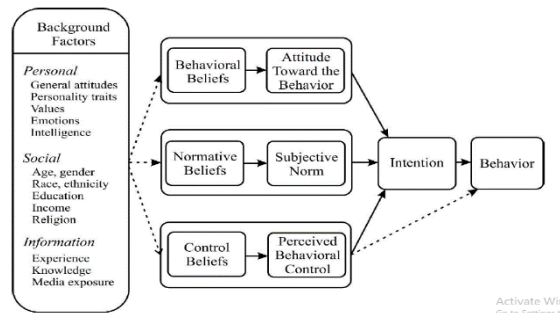 Background
Factors
Personal
General attitudes
Personality traits
Values
Emotions
Intelligence
Social
Age, gender
Race, ethnicity
Education
Income
Religion
Information
Experience
Knowledge
Media exposure
Behavioral
Beliefs
Attitude
Toward the
Behavior
Normative
Beliefs
Subjective
Norm
Control
Beliefs
Perceived
Behavioral
Control
Intention
Behavior
Activate Wi